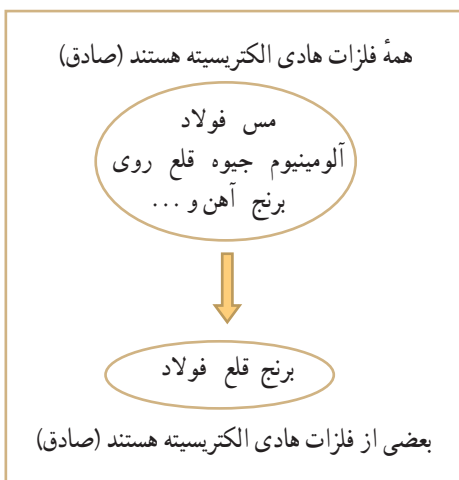 همهٔ فلزات هادی الکتریسیته هستند (صادق)
مس فولاد
آلومینیوم جیوه قلع روی
برنج آهن و ...
برنج قلع فولاد
بعضی از فلزات هادی الکتریسیته هستند (صادق)